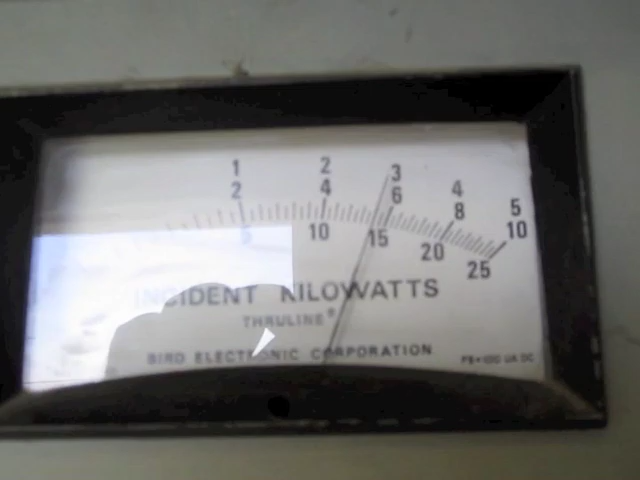 1 2 3 4 5
2 4 6 8 10
10 15 20 25
INCIDENT KILOWATTS
THRULINE®
BIRD ELECTRONIC CORPORATION